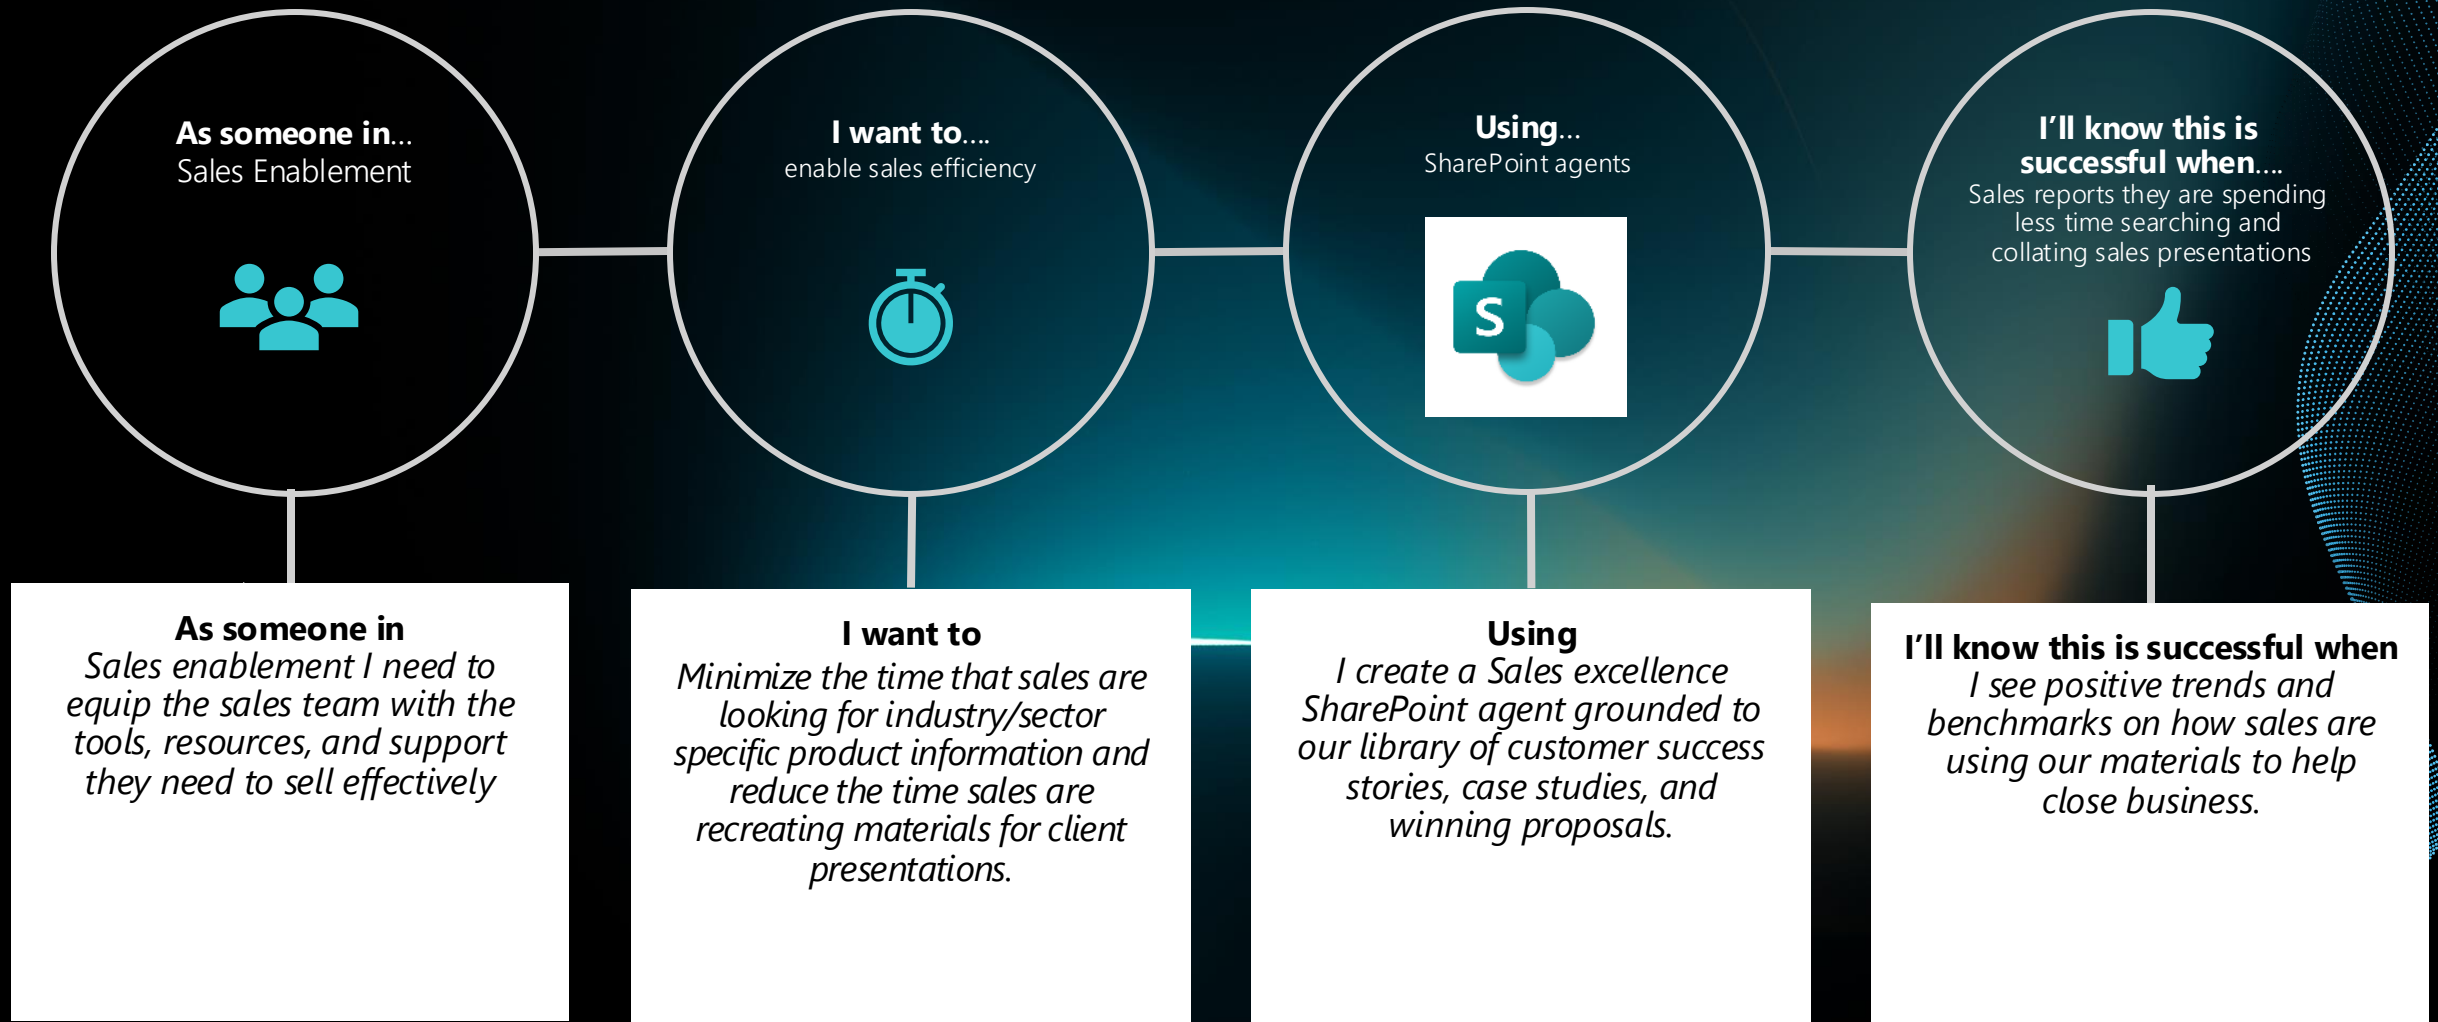 As someone in...
Sales Enablement
I want to....
enable sales efficiency
Using...
SharePoint agents
S
I’ll know this is
successful when....
Sales reports they are spending
less time searching and
collating sales presentations
As someone in
Sales enablement I need to
equip the sales team with the
tools, resources, and support
they need to sell effectively
I want to
Minimize the time that sales are
looking for industry/sector
specific product information and
reduce the time sales are
recreating materials for client
presentations.
Using
I create a Sales excellence
SharePoint agent grounded to
our library of customer success
stories, case studies, and
winning proposals.
I’ll know this is successful when
I see positive trends and
benchmarks on how sales are
using our materials to help
close business.